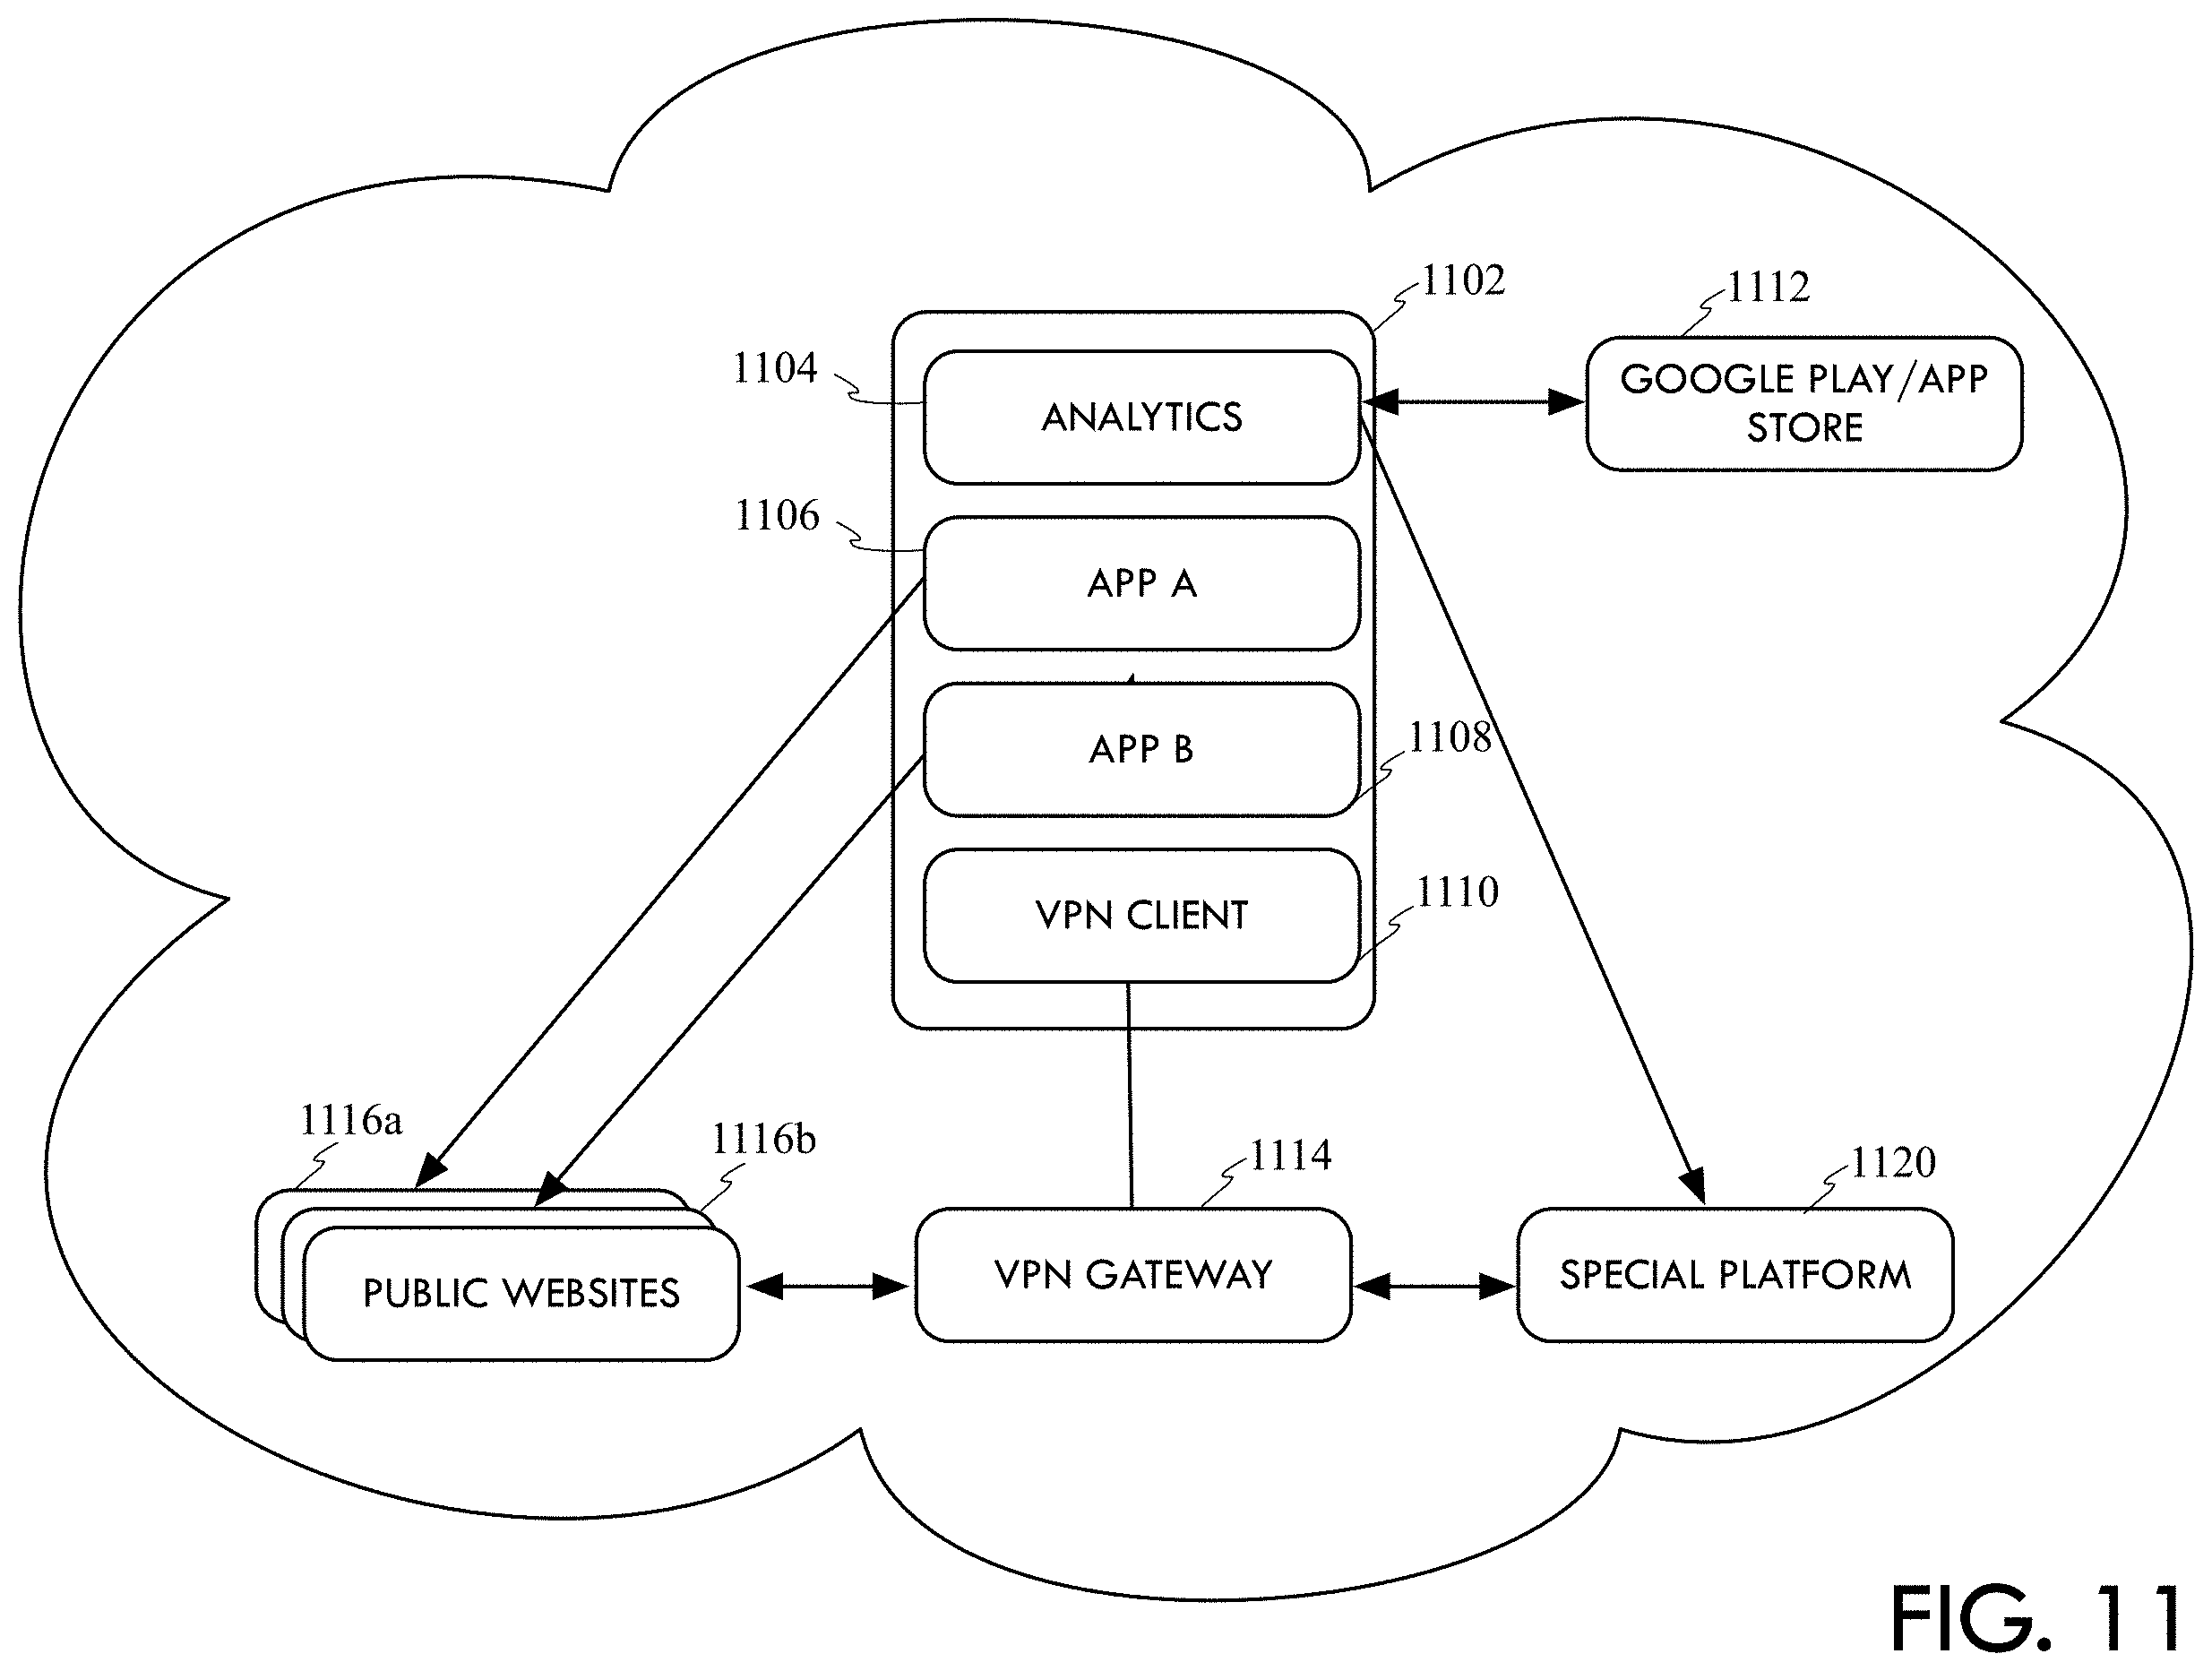 1102
1112
1104
ANALYTICS
GOOGLE PLAY/APP
STORE
1106
APP A
1108
APP B
1110
VPN CLIENT
1116a
1116b
1114
1120
PUBLIC WEBSITES
VPN GATEWAY
SPECIAL PLATFORM
FIG. 11